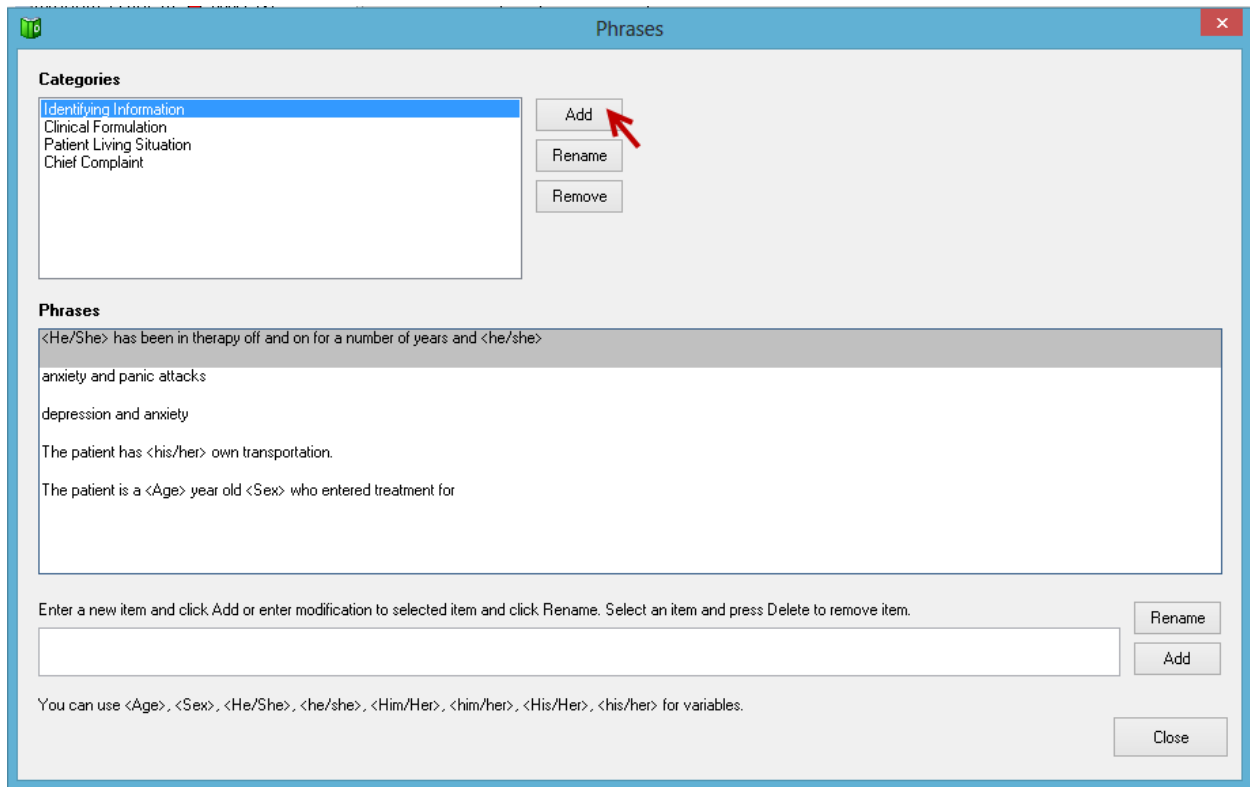 Phrases
Categories
Identifying Information
Clinical Formulation
Patient Living Situation
Chief Complaint
Add
Rename
Remove
Phrases
<He/She> has been in therapy off and on for a number of years and <he/she>
anxiety and panic attacks
depression and anxiety
The patient has <his/her> own transportation.
The patient is a <Age> year old <Sex> who entered treatment for
Enter a new item and click Add or enter modification to selected item and click Rename. Select an item and press Delete to remove item.
Rename
Add
You can use <Age>, <Sex>, <He/She>, <he/she>, <Him/Her>, <him/her>, <His/Her>, <his/her> for variables.
Close